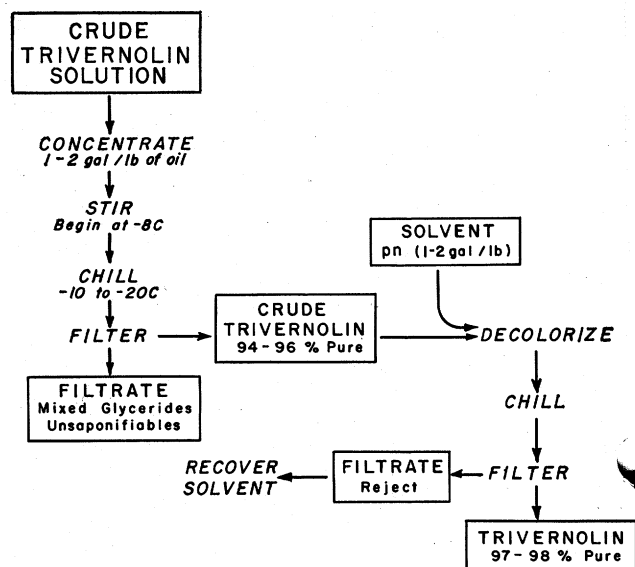 CRUDE
TRIVERNOLIN
SOLUTION
CONCENTRATE
1-2 gal/lb of oil
STIR
Begin at -8C
CHILL
-10 to -20C
FILTER
FILTRATE
Mixed Glycerides
Unsaponifiables
CRUDE
TRIVERNOLIN
94-96 % Pure
SOLVENT
pn (1-2 gal/lb)
DECOLORIZE
CHILL
FILTER
FILTRATE
Reject
RECOVER
SOLVENT
TRIVERNOLIN
97-98 % Pure